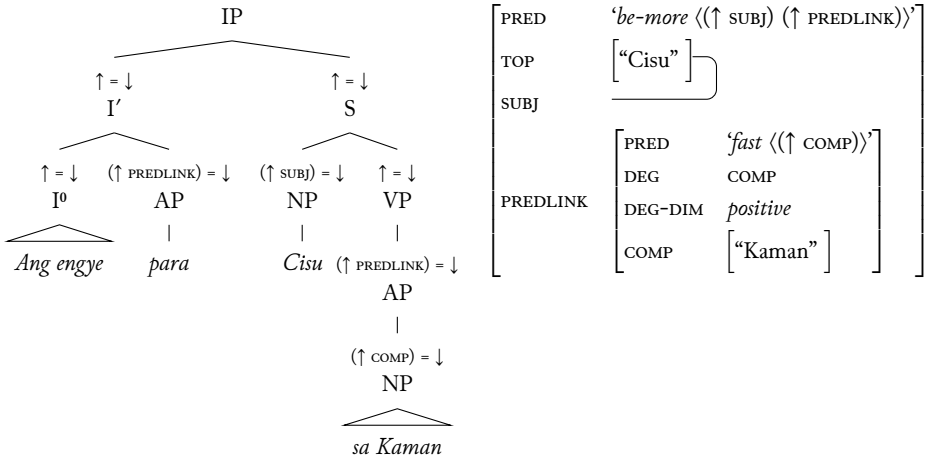 IP
↑ = ↓ ↑ = ↓
I′ S
↑ = ↓ (↑ PREDLINK) = ↓ (↑ SUBJ) = ↓ ↑ = ↓
I⁰ AP NP VP
Ang engye para Cisu (↑ PREDLINK) = ↓
AP
(↑ COMP) = ↓
NP
sa Kaman
PRED ‘be-more ⟨(↑ SUBJ) (↑ PREDLINK)⟩’
TOP [“Cisu” ]
SUBJ
PREDLINK
PRED ‘fast ⟨(↑ COMP)⟩’
DEG COMP
DEG-DIM positive
COMP [“Kaman” ]